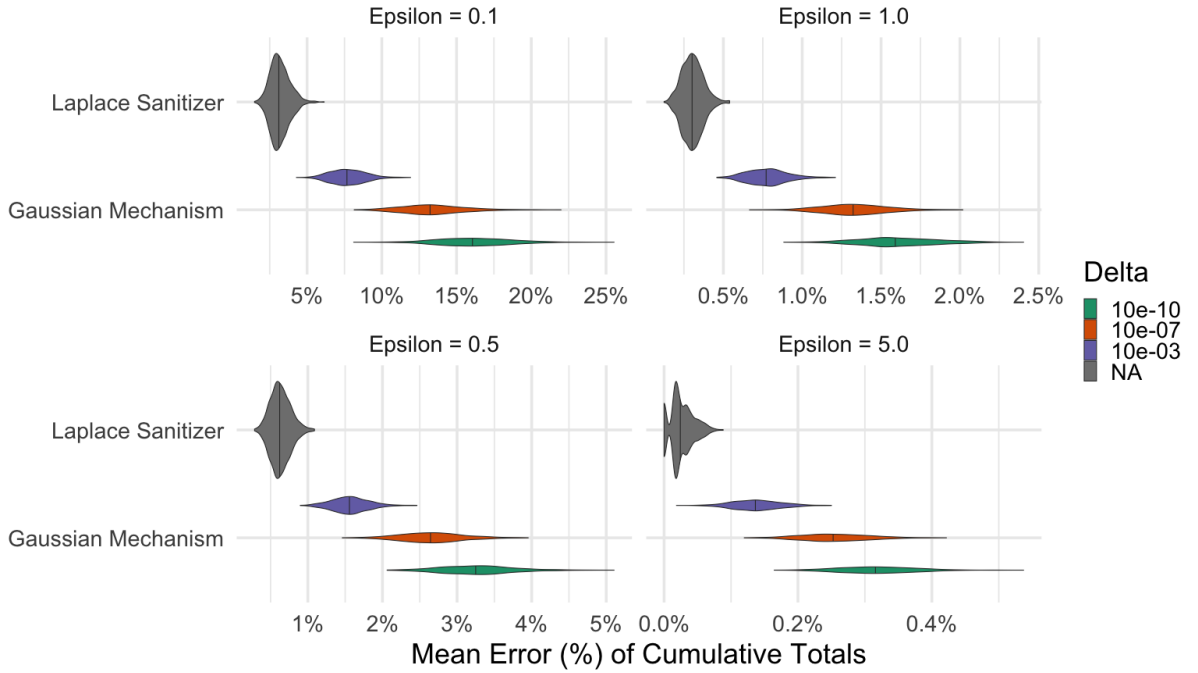 Epsilon = 0.1
Epsilon = 1.0
Laplace Sanitizer
Gaussian Mechanism
5% 10% 15% 20% 25%
0.5% 1.0% 1.5% 2.0% 2.5%
Epsilon = 0.5
Epsilon = 5.0
Laplace Sanitizer
Gaussian Mechanism
1% 2% 3% 4% 5%
0.0% 0.2% 0.4%
Mean Error (%) of Cumulative Totals
Delta
10e-10
10e-07
10e-03
NA